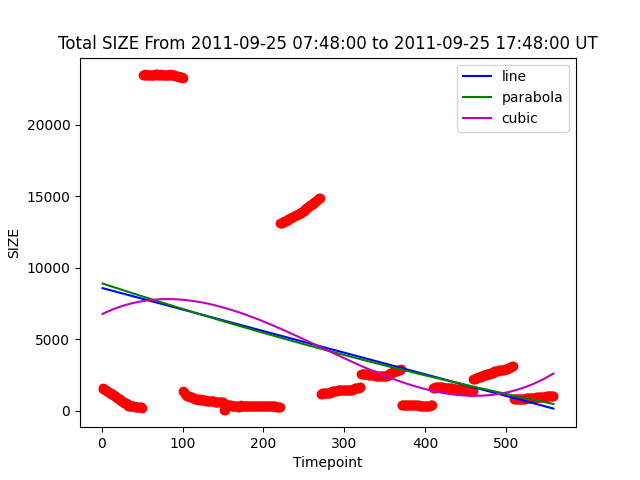 Total SIZE From 2011-09-25 07:48:00 to 2011-09-25 17:48:00 UT
line
parabola
cubic
20000
15000
10000
5000
0
SIZE
0 100 200 300 400 500
Timepoint